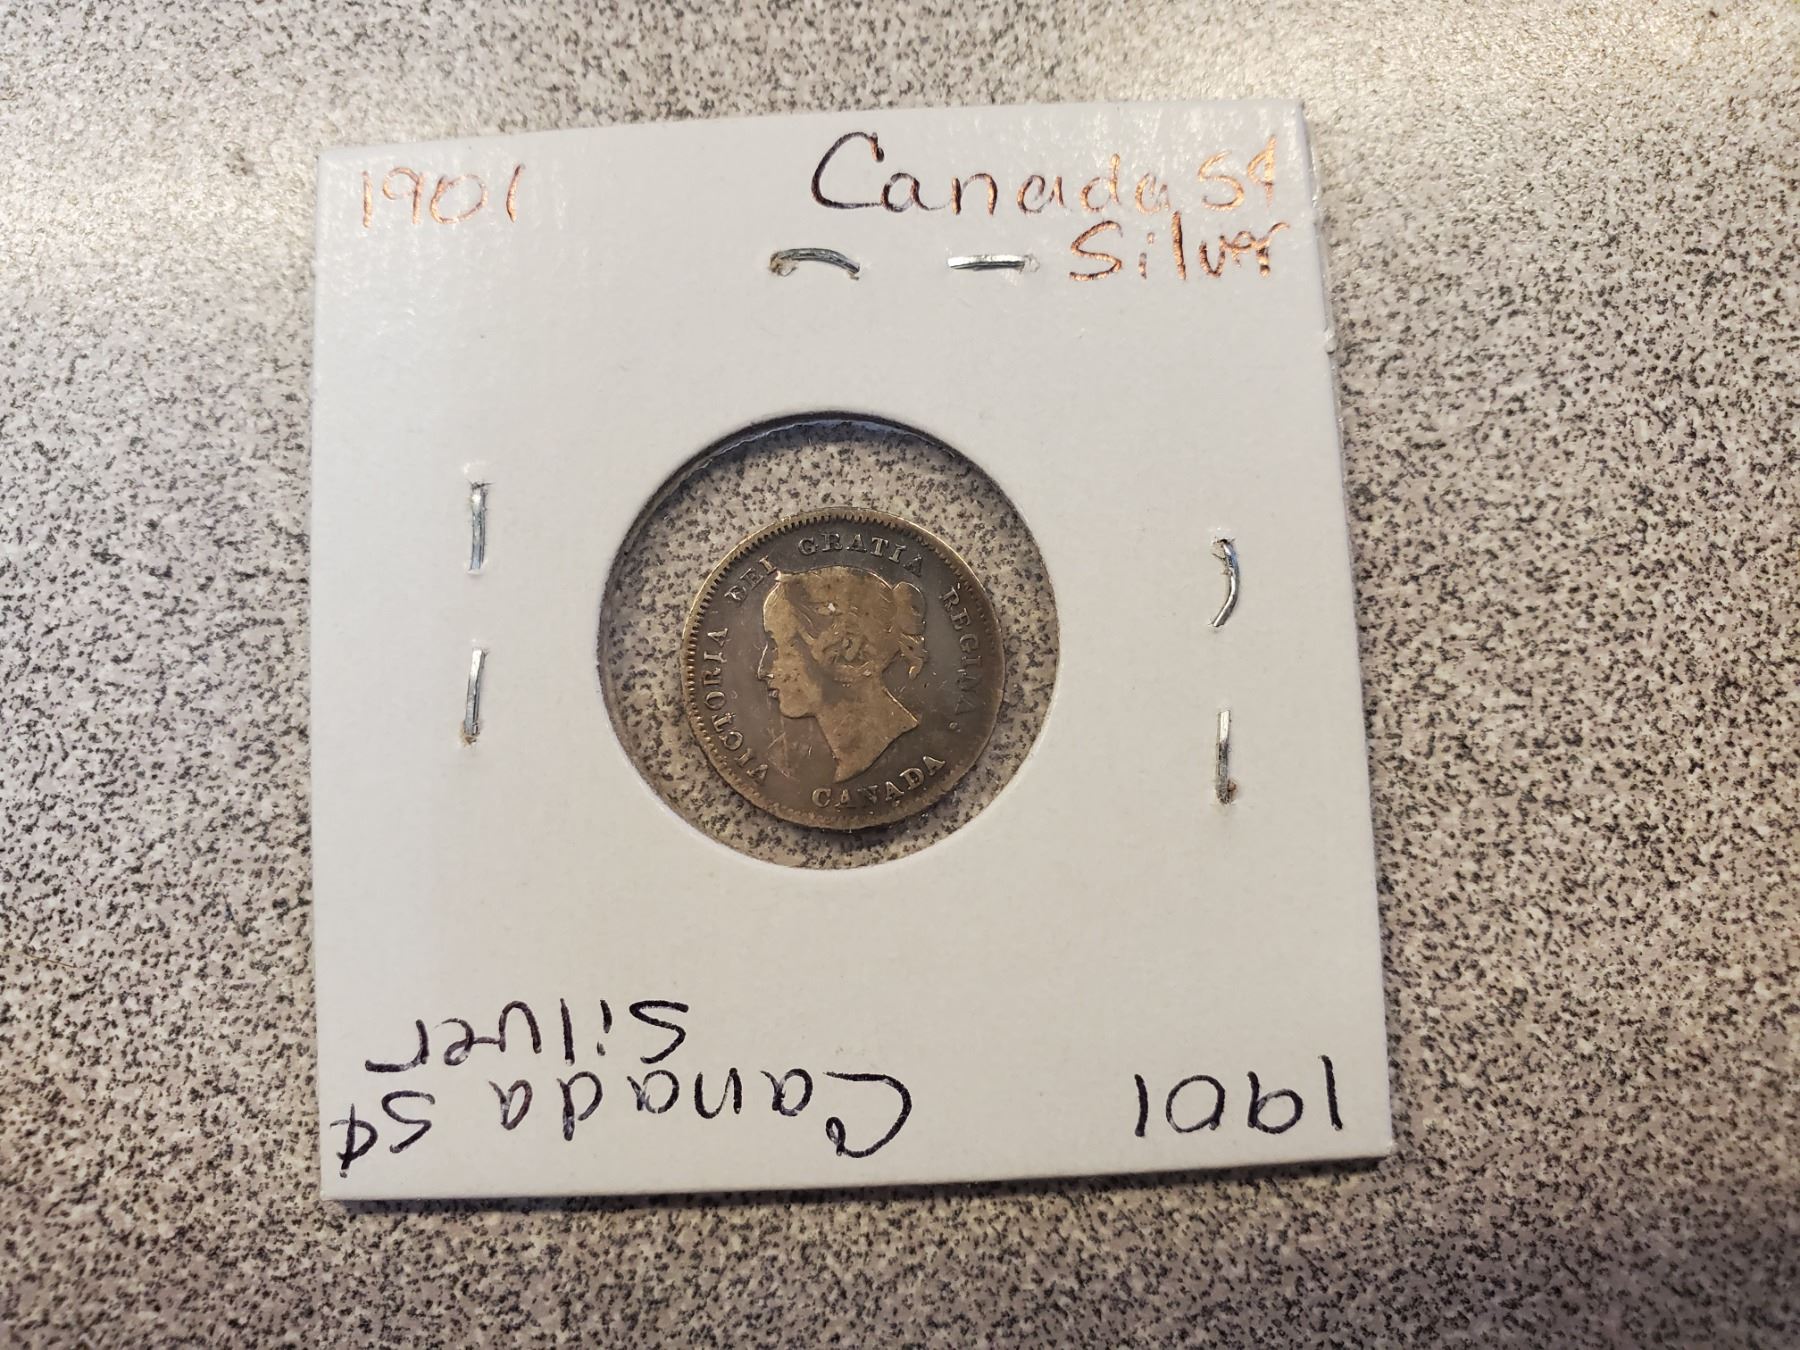 1901
Canada 5¢
Silver
VICTORIA DEI GRATIA REGINA.
CANADA
1901
Canada 5¢
Silver